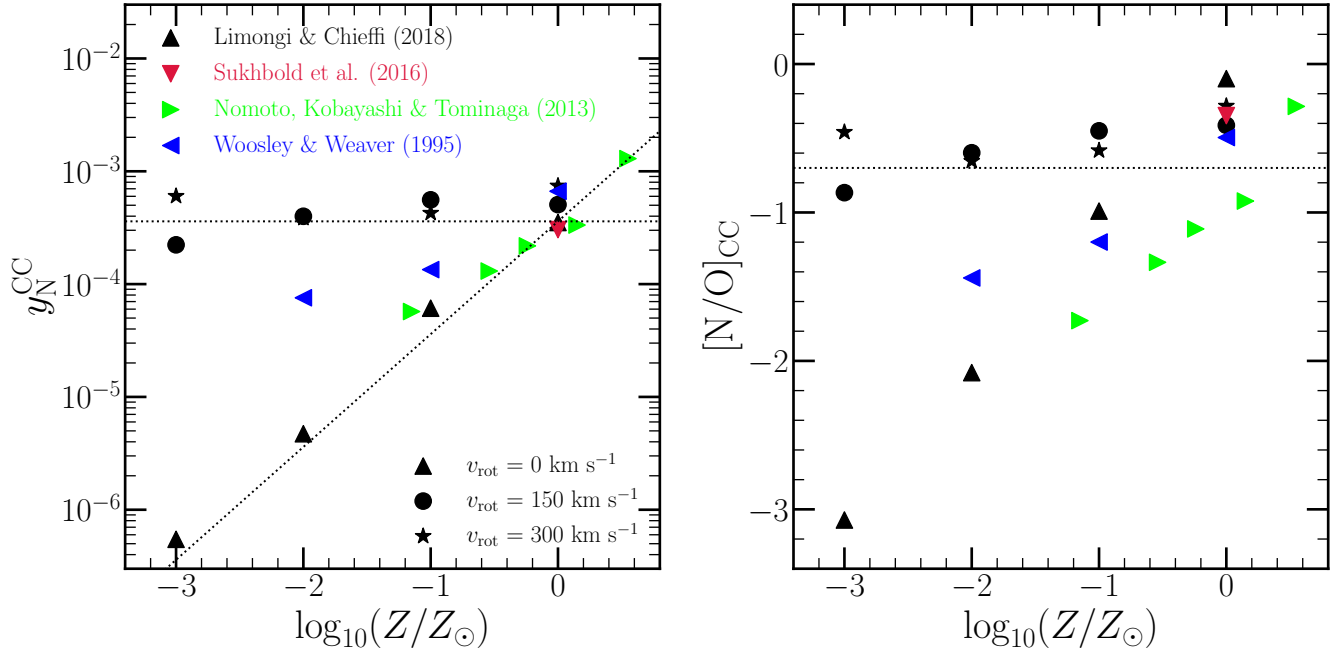 10⁻²
10⁻³
10⁻⁴
10⁻⁵
10⁻⁶
y_N^CC
Limongi & Chieffi (2018)
Sukhbold et al. (2016)
Nomoto, Kobayashi & Tominaga (2013)
Woosley & Weaver (1995)
v_rot = 0 km s⁻¹
v_rot = 150 km s⁻¹
v_rot = 300 km s⁻¹
−3 −2 −1 0
log₁₀(Z/Z⊙)
0
−1
−2
−3
[N/O]_CC
−3 −2 −1 0
log₁₀(Z/Z⊙)